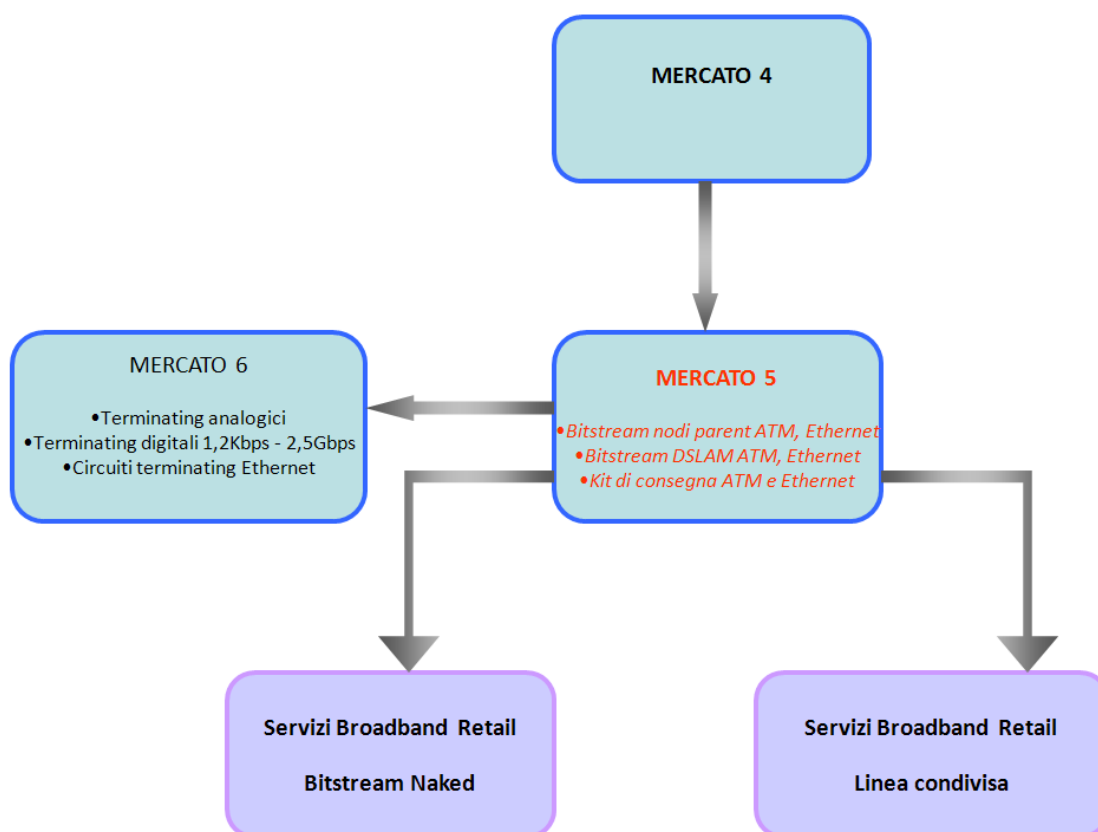 MERCATO 4
MERCATO 6
•Terminating analogici
•Terminating digitali 1,2Kbps - 2,5Gbps
•Circuiti terminating Ethernet
MERCATO 5
•Bitstream nodi parent ATM, Ethernet
•Bitstream DSLAM ATM, Ethernet
•Kit di consegna ATM e Ethernet
Servizi Broadband Retail
Bitstream Naked
Servizi Broadband Retail
Linea condivisa